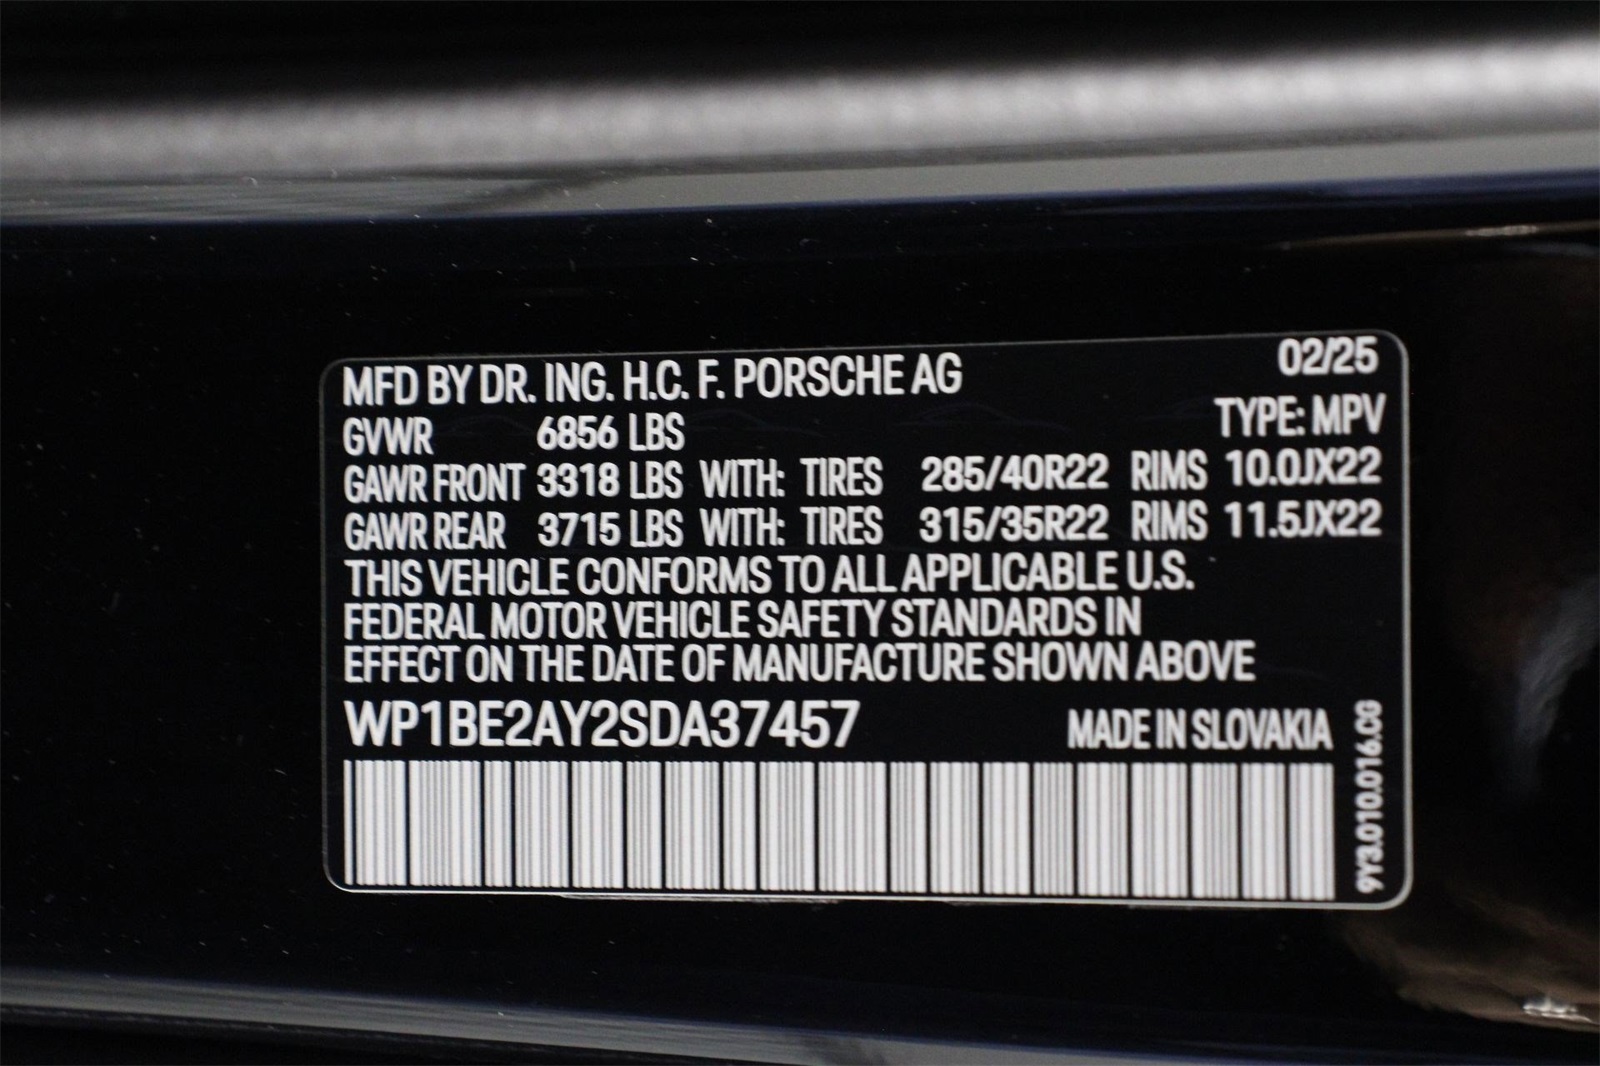 MFD BY DR. ING. H.C. F. PORSCHE AG 02/25
GVWR 6856 LBS TYPE: MPV
GAWR FRONT 3318 LBS WITH: TIRES 285/40R22 RIMS 10.0JX22
GAWR REAR 3715 LBS WITH: TIRES 315/35R22 RIMS 11.5JX22
THIS VEHICLE CONFORMS TO ALL APPLICABLE U.S.
FEDERAL MOTOR VEHICLE SAFETY STANDARDS IN
EFFECT ON THE DATE OF MANUFACTURE SHOWN ABOVE
WP1BE2AY2SDA37457 MADE IN SLOVAKIA
9Y3.010.016.CG